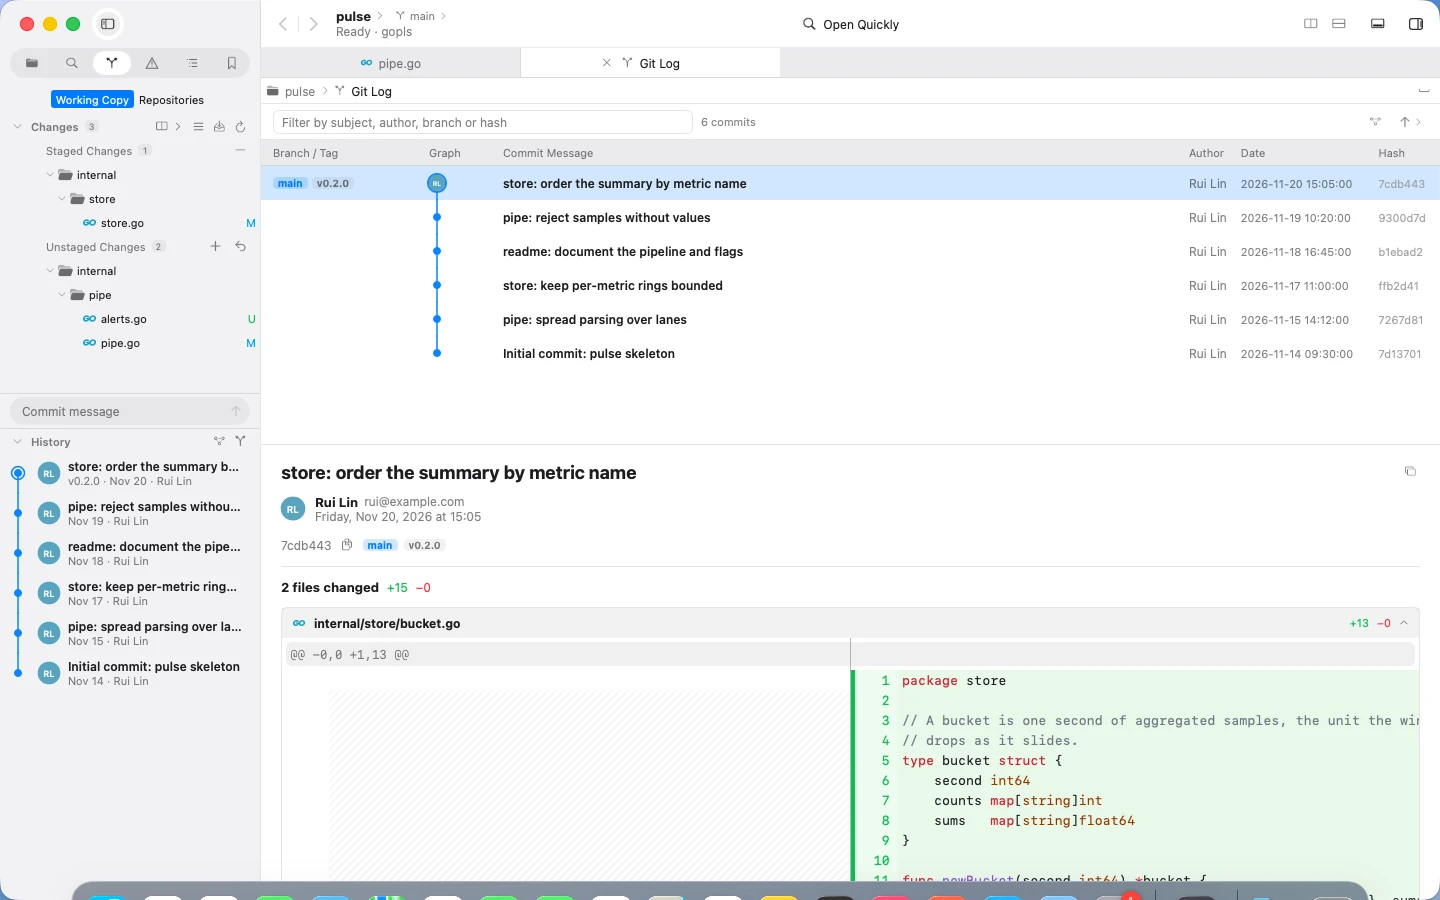 pulse main
Ready · gopls
Open Quickly
pipe.go
Git Log
Working Copy Repositories
pulse Git Log
Changes 3
Staged Changes 1
internal
store
store.go M
Unstaged Changes 2
internal
pipe
alerts.go U
pipe.go M
Commit message
History
RL store: order the summary b...
v0.2.0 · Nov 20 · Rui Lin
RL pipe: reject samples withou...
Nov 19 · Rui Lin
RL readme: document the pipe...
Nov 18 · Rui Lin
RL store: keep per-metric ring...
Nov 17 · Rui Lin
RL pipe: spread parsing over la...
Nov 15 · Rui Lin
RL Initial commit: pulse skeleton
Nov 14 · Rui Lin
Filter by subject, author, branch or hash 6 commits
Branch / Tag Graph Commit Message Author Date Hash
main v0.2.0 RL store: order the summary by metric name Rui Lin 2026-11-20 15:05:00 7cdb443
pipe: reject samples without values Rui Lin 2026-11-19 10:20:00 9300d7d
readme: document the pipeline and flags Rui Lin 2026-11-18 16:45:00 b1ebad2
store: keep per-metric rings bounded Rui Lin 2026-11-17 11:00:00 ffb2d41
pipe: spread parsing over lanes Rui Lin 2026-11-15 14:12:00 7267d81
Initial commit: pulse skeleton Rui Lin 2026-11-14 09:30:00 7d13701
store: order the summary by metric name
RL Rui Lin rui@example.com
Friday, Nov 20, 2026 at 15:05
7cdb443 main v0.2.0
2 files changed +15 −0
internal/store/bucket.go +13 −0
@@ −0,0 +1,13 @@
1 package store
2
3 // A bucket is one second of aggregated samples, the unit the wi
4 // drops as it slides.
5 type bucket struct {
6 second int64
7 counts map[string]int
8 sums map[string]float64
9 }
10
11 func newBucket(second int64) *bucket {